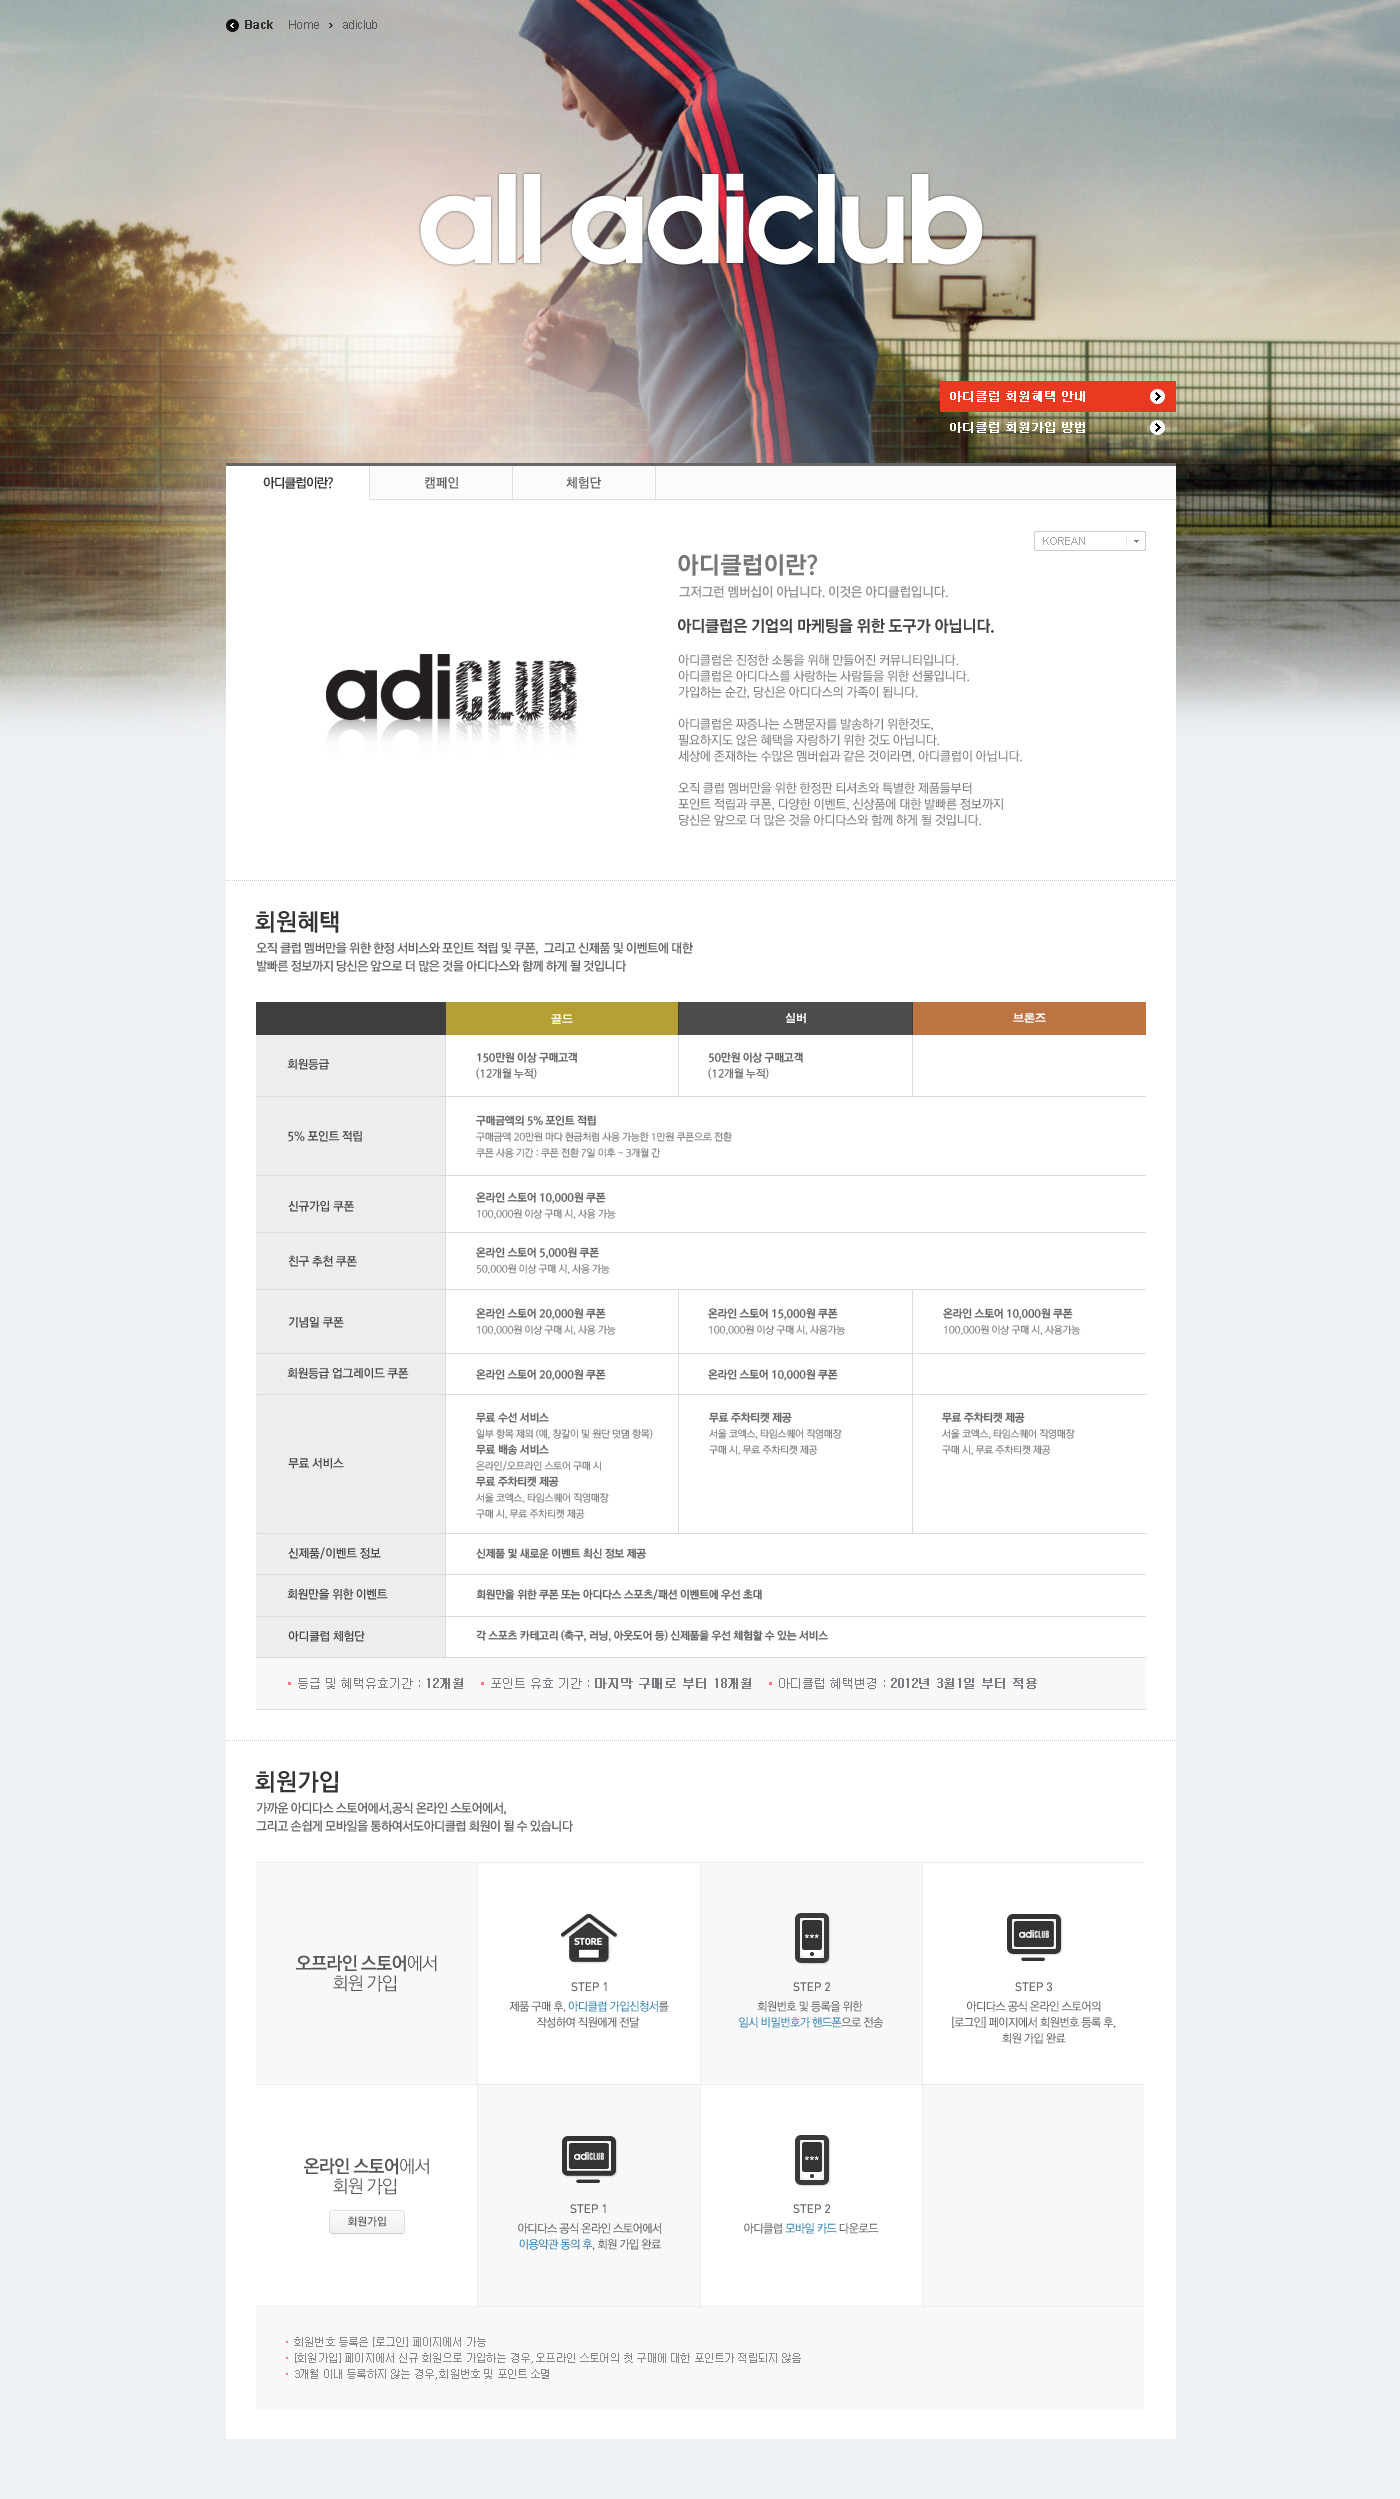 Back Home > adiclub
all adiclub
아디클럽 회원혜택 안내
아디클럽 회원가입 방법
아디클럽이란? 캠페인 체험단
KOREAN
아디클럽이란?
그저그런 멤버십이 아닙니다. 이것은 아디클럽입니다.
아디클럽은 기업의 마케팅을 위한 도구가 아닙니다.
adiCLUB
아디클럽은 진정한 소통을 위해 만들어진 커뮤니티입니다.
아디클럽은 아디다스를 사랑하는 사람들을 위한 선물입니다.
가입하는 순간, 당신은 아디다스의 가족이 됩니다.
아디클럽은 짜증나는 스팸문자를 발송하기 위한것도,
필요하지도 않은 혜택을 자랑하기 위한 것도 아닙니다.
세상에 존재하는 수많은 멤버쉽과 같은 것이라면, 아디클럽이 아닙니다.
오직 클럽 멤버만을 위한 한정판 티셔츠와 특별한 제품들부터
포인트 적립과 쿠폰, 다양한 이벤트, 신상품에 대한 발빠른 정보까지
당신은 앞으로 더 많은 것을 아디다스와 함께 하게 될 것입니다.
회원혜택
오직 클럽 멤버만을 위한 한정 서비스와 포인트 적립 및 쿠폰, 그리고 신제품 및 이벤트에 대한
발빠른 정보까지 당신은 앞으로 더 많은 것을 아디다스와 함께 하게 될 것입니다
골드 실버 브론즈
회원등급
150만원 이상 구매고객
(12개월 누적)
50만원 이상 구매고객
(12개월 누적)
5% 포인트 적립
구매금액의 5% 포인트 적립
구매금액 20만원 마다 현금처럼 사용 가능한 1만원 쿠폰으로 전환
쿠폰 사용 기간 : 쿠폰 전환 7일 이후 ~ 3개월 간
신규가입 쿠폰
온라인 스토어 10,000원 쿠폰
100,000원 이상 구매 시, 사용 가능
친구 추천 쿠폰
온라인 스토어 5,000원 쿠폰
50,000원 이상 구매 시, 사용 가능
기념일 쿠폰
온라인 스토어 20,000원 쿠폰
100,000원 이상 구매 시, 사용 가능
온라인 스토어 15,000원 쿠폰
100,000원 이상 구매 시, 사용가능
온라인 스토어 10,000원 쿠폰
100,000원 이상 구매 시, 사용가능
회원등급 업그레이드 쿠폰
온라인 스토어 20,000원 쿠폰
온라인 스토어 10,000원 쿠폰
무료 서비스
무료 수선 서비스
일부 항목 제외 (예, 창갈이 및 원단 덧댐 항목)
무료 배송 서비스
온라인/오프라인 스토어 구매 시
무료 주차티켓 제공
서울 코엑스, 타임스퀘어 직영매장
구매 시, 무료 주차티켓 제공
무료 주차티켓 제공
서울 코엑스, 타임스퀘어 직영매장
구매 시, 무료 주차티켓 제공
무료 주차티켓 제공
서울 코엑스, 타임스퀘어 직영매장
구매 시, 무료 주차티켓 제공
신제품/이벤트 정보
신제품 및 새로운 이벤트 최신 정보 제공
회원만을 위한 이벤트
회원만을 위한 쿠폰 또는 아디다스 스포츠/패션 이벤트에 우선 초대
아디클럽 체험단
각 스포츠 카테고리 (축구, 러닝, 아웃도어 등) 신제품을 우선 체험할 수 있는 서비스
등급 및 혜택유효기간 : 12개월 포인트 유효 기간 : 마지막 구매로 부터 18개월 아디클럽 혜택변경 : 2012년 3월1일 부터 적용
회원가입
가까운 아디다스 스토어에서,공식 온라인 스토어에서,
그리고 손쉽게 모바일을 통하여서도아디클럽 회원이 될 수 있습니다
오프라인 스토어에서
회원 가입
STORE
STEP 1
제품 구매 후, 아디클럽 가입신청서를
작성하여 직원에게 전달
***
STEP 2
회원번호 및 등록을 위한
임시 비밀번호가 핸드폰으로 전송
adiCLUB
STEP 3
아디다스 공식 온라인 스토어의
[로그인] 페이지에서 회원번호 등록 후,
회원 가입 완료
온라인 스토어에서
회원 가입
회원가입
adiCLUB
STEP 1
아디다스 공식 온라인 스토어에서
이용약관 동의 후, 회원 가입 완료
***
STEP 2
아디클럽 모바일 카드 다운로드
회원번호 등록은 [로그인] 페이지에서 가능
[회원가입] 페이지에서 신규 회원으로 가입하는 경우, 오프라인 스토어의 첫 구매에 대한 포인트가 적립되지 않음
3개월 이내 등록하지 않는 경우, 회원번호 및 포인트 소멸